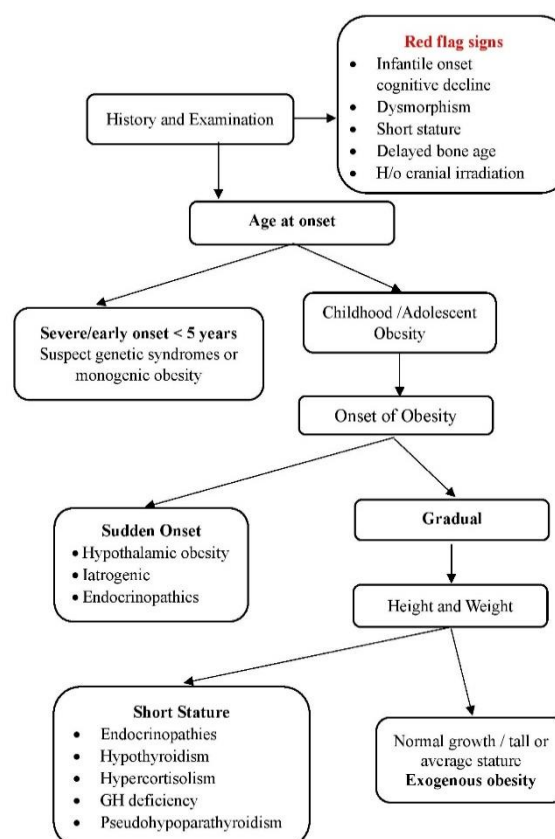 Red flag signs
• Infantile onset
cognitive decline
• Dysmorphism
• Short stature
• Delayed bone age
• H/o cranial irradiation
History and Examination
Age at onset
Severe/early onset < 5 years
Suspect genetic syndromes or
monogenic obesity
Childhood /Adolescent
Obesity
Onset of Obesity
Sudden Onset
• Hypothalamic obesity
• Iatrogenic
• Endocrinopathies
Gradual
Height and Weight
Short Stature
• Endocrinopathies
• Hypothyroidism
• Hypercortisolism
• GH deficiency
• Pseudohypoparathyroidism
Normal growth / tall or
average stature
Exogenous obesity